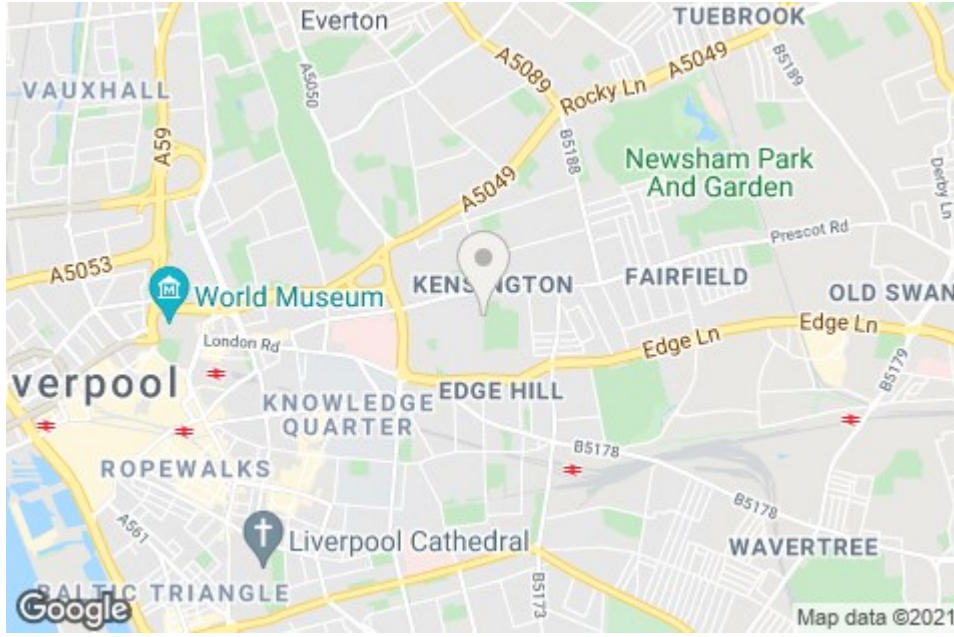 Everton
TUEBROOK
VAUXHALL
A59
A5050
A5089
A5049
Rocky Ln
B5189
B5188
Newsham Park
And Garden
Derby Ln
A5049
Prescot Rd
A5053
World Museum
KENSINGTON
FAIRFIELD
OLD SWAN
London Rd
Edge Ln
Edge Ln
verpool
EDGE HILL
B5179
KNOWLEDGE
QUARTER
B5178
ROPEWALKS
B5178
A561
Liverpool Cathedral
WAVERTREE
BALTIC TRIANGLE
B5173
Google
Map data ©2021